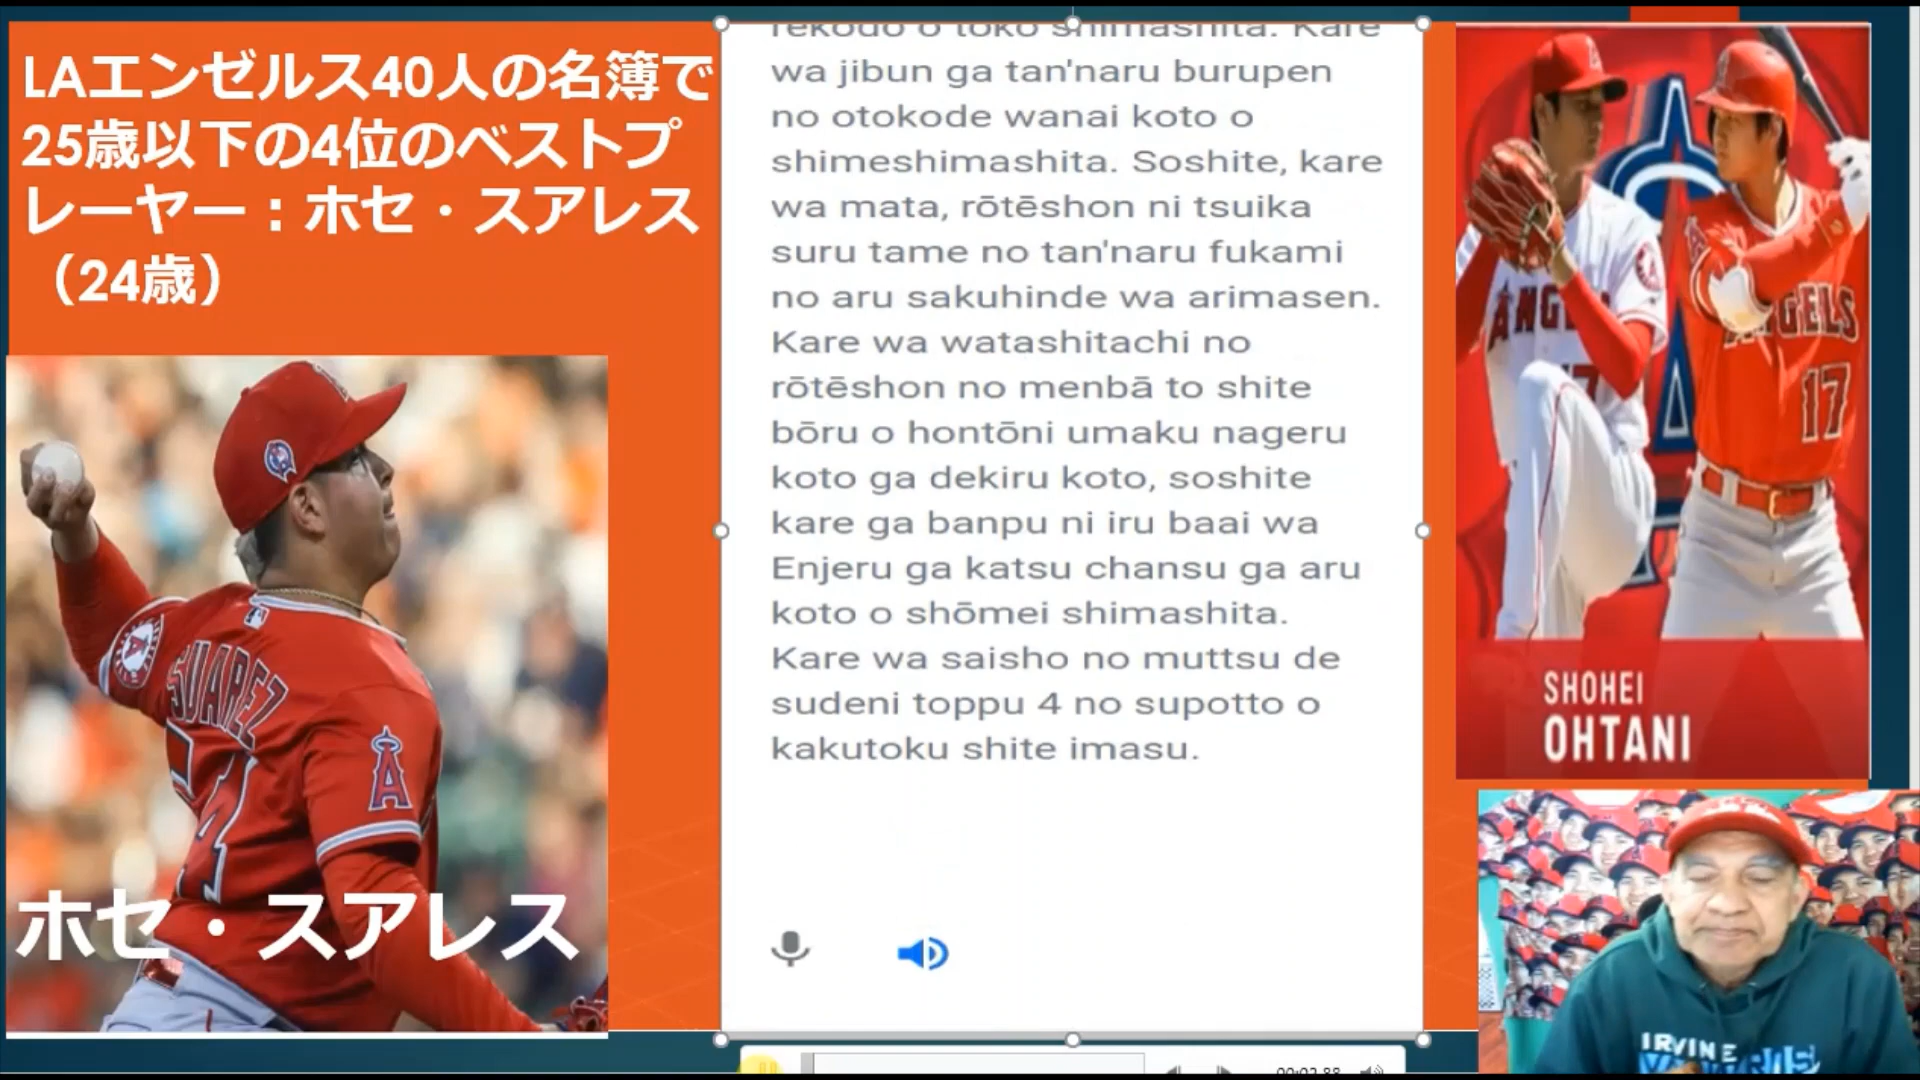 LAエンゼルス40人の名簿で
25歳以下の4位のベストプ
レーヤー：ホセ・スアレス
（24歳）
rekōdo o tōkō shimashita. Kare
wa jibun ga tan'naru burupen
no otokode wanai koto o
shimeshimashita. Soshite, kare
wa mata, rōtēshon ni tsuika
suru tame no tan'naru fukami
no aru sakuhinde wa arimasen.
Kare wa watashitachi no
rōtēshon no menbā to shite
bōru o hontōni umaku nageru
koto ga dekiru koto, soshite
kare ga banpu ni iru baai wa
Enjeru ga katsu chansu ga aru
koto o shōmei shimashita.
Kare wa saisho no muttsu de
sudeni toppu 4 no supotto o
kakutoku shite imasu.
SUAREZ
ホセ・スアレス
ANGELS
17
SHOHEI
OHTANI
IRVINE